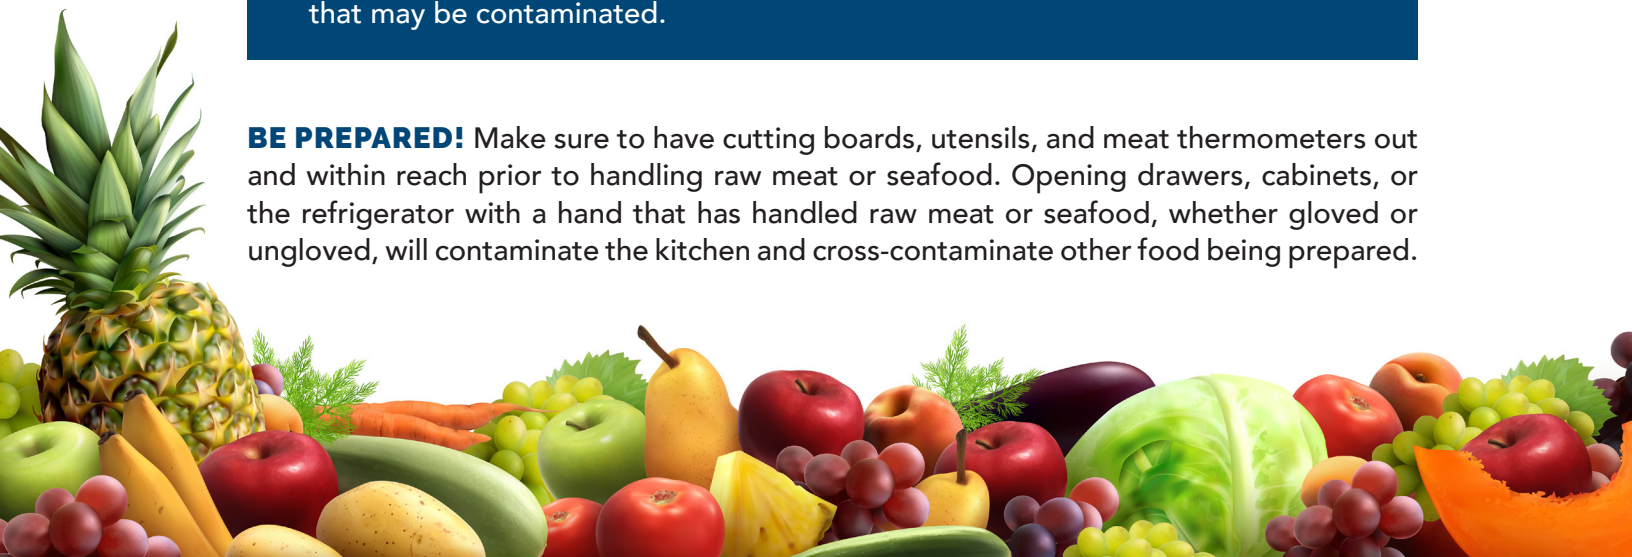 that may be contaminated.
BE PREPARED! Make sure to have cutting boards, utensils, and meat thermometers out
and within reach prior to handling raw meat or seafood. Opening drawers, cabinets, or
the refrigerator with a hand that has handled raw meat or seafood, whether gloved or
ungloved, will contaminate the kitchen and cross-contaminate other food being prepared.